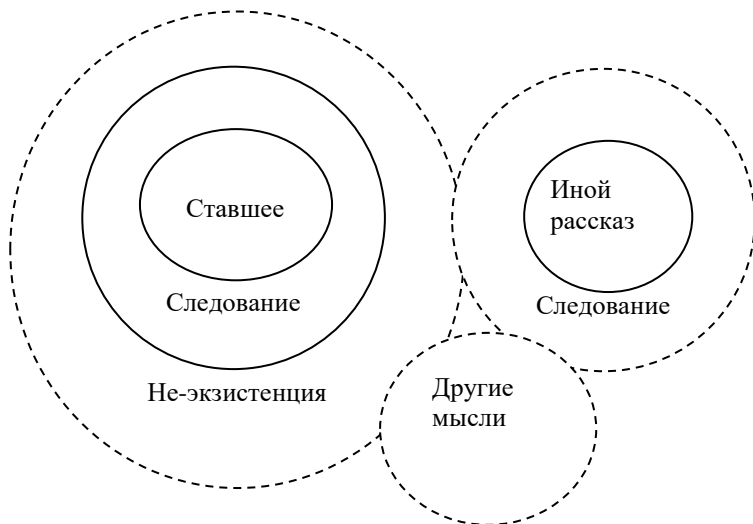 Ставшее
Следование
Не-экзистенция
Иной
рассказ
Следование
Другие
мысли